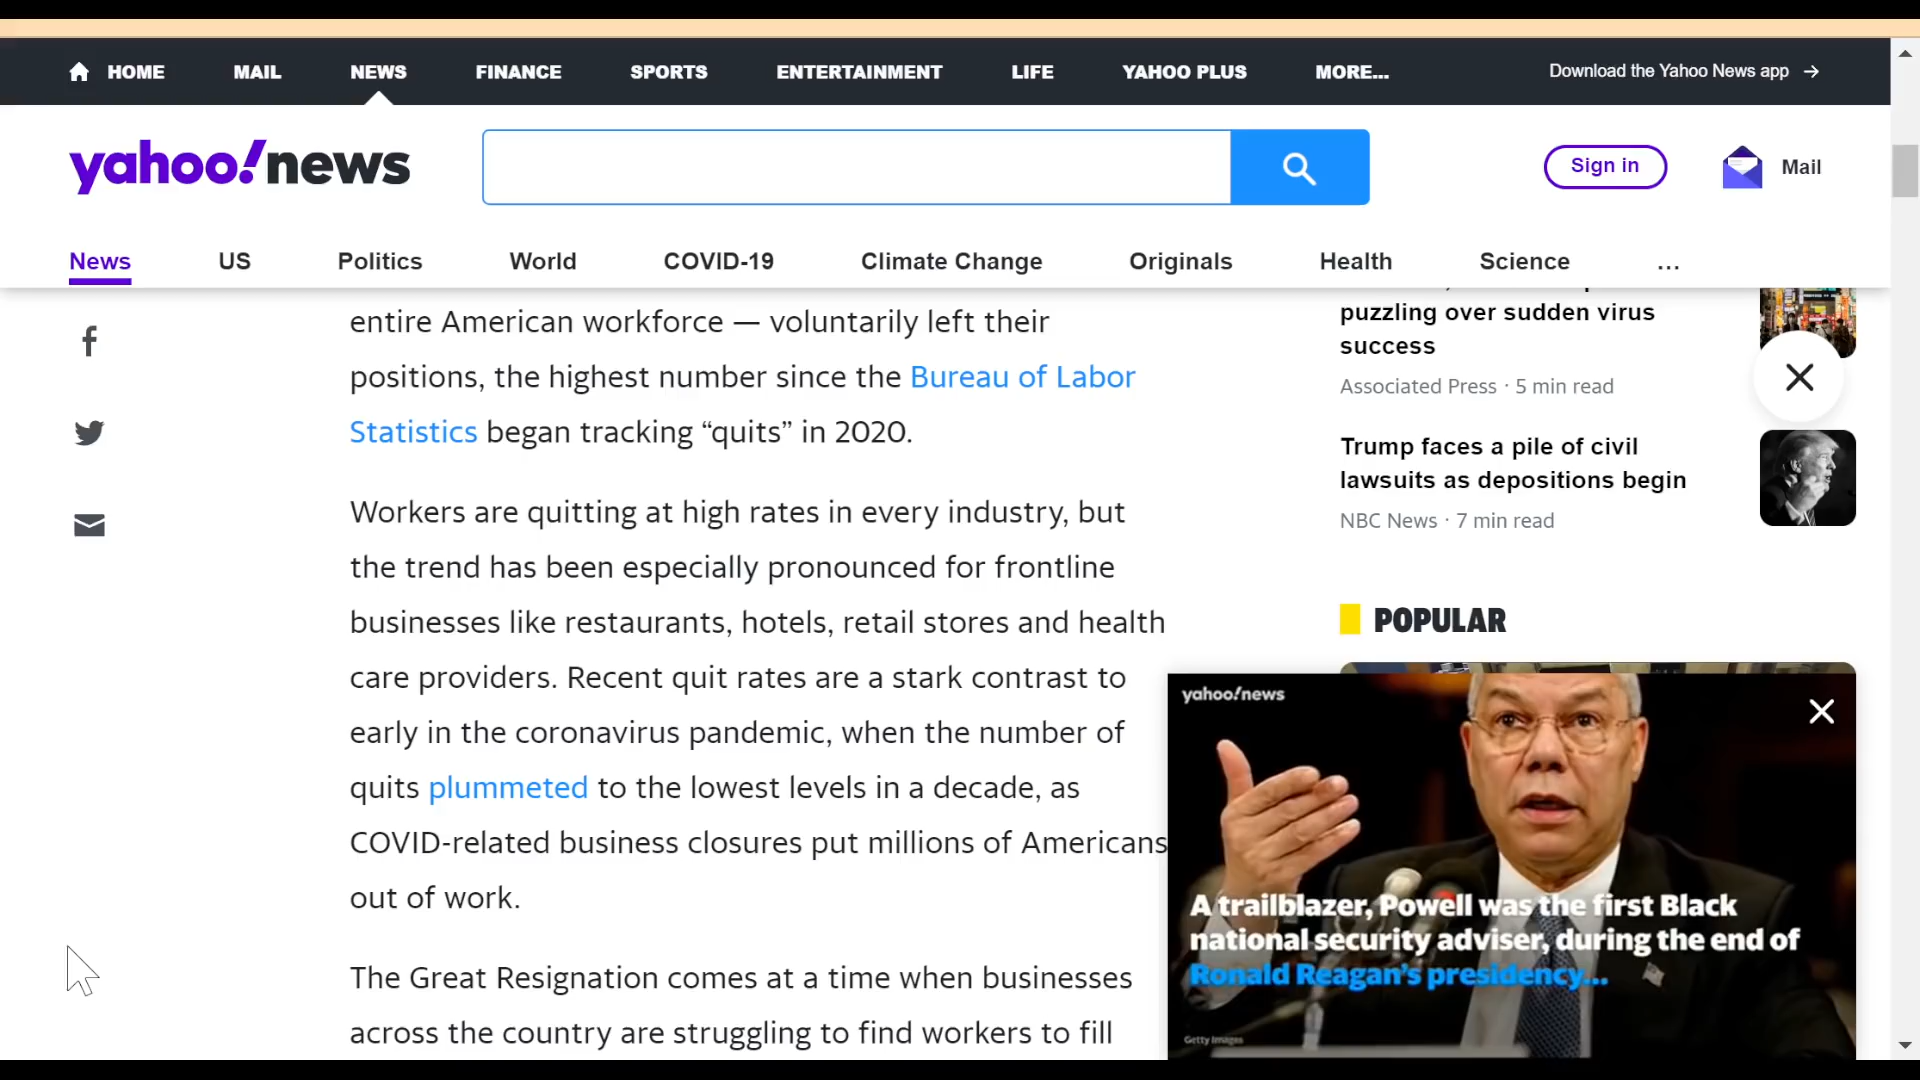 HOME MAIL NEWS FINANCE SPORTS ENTERTAINMENT LIFE YAHOO PLUS MORE... Download the Yahoo News app →
yahoo!news
Sign in
Mail
News US Politics World COVID-19 Climate Change Originals Health Science ...
entire American workforce — voluntarily left their
positions, the highest number since the Bureau of Labor
Statistics began tracking “quits” in 2020.
Workers are quitting at high rates in every industry, but
the trend has been especially pronounced for frontline
businesses like restaurants, hotels, retail stores and health
care providers. Recent quit rates are a stark contrast to
early in the coronavirus pandemic, when the number of
quits plummeted to the lowest levels in a decade, as
COVID-related business closures put millions of Americans
out of work.
The Great Resignation comes at a time when businesses
across the country are struggling to find workers to fill
puzzling over sudden virus
success
Associated Press · 5 min read
Trump faces a pile of civil
lawsuits as depositions begin
NBC News · 7 min read
POPULAR
yahoo!news
A trailblazer, Powell was the first Black
national security adviser, during the end of
Ronald Reagan's presidency...
Getty Images